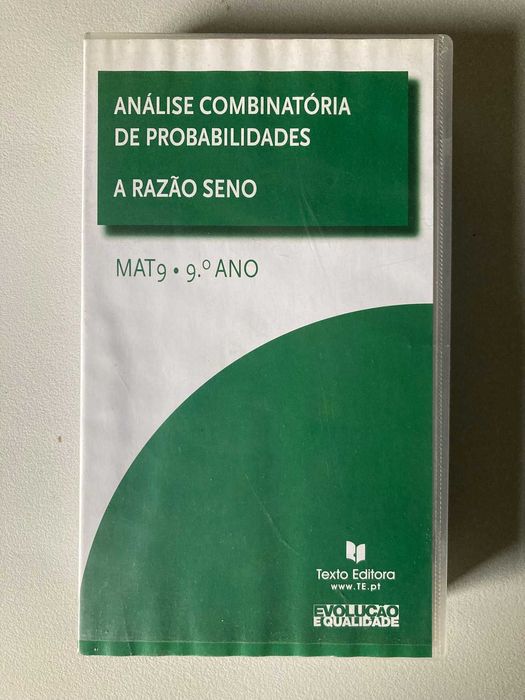 ANÁLISE COMBINATÓRIA
DE PROBABILIDADES
A RAZÃO SENO
MAT9 • 9.º ANO
Texto Editora
www.TE.pt
EVOLUÇÃO
E QUALIDADE